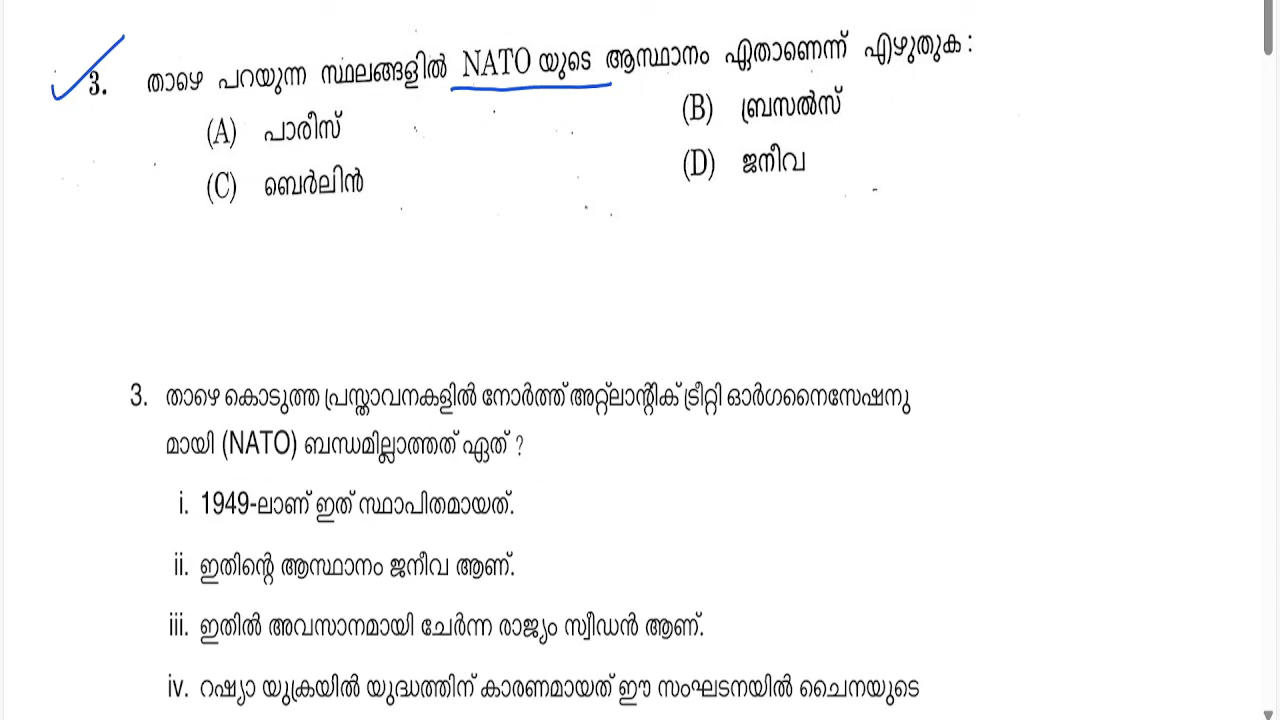 3. താഴെ പറയുന്ന സ്ഥലങ്ങളിൽ NATO യുടെ ആസ്ഥാനം ഏതാണെന്ന് എഴുതുക :
(A) പാരീസ് (B) ബ്രസൽസ്
(C) ബെർലിൻ (D) ജനീവ
3. താഴെ കൊടുത്ത പ്രസ്താവനകളിൽ നോർത്ത് അറ്റ്ലാന്റിക് ട്രീറ്റി ഓർഗനൈസേഷനു
മായി (NATO) ബന്ധമില്ലാത്തത് ഏത് ?
i. 1949-ലാണ് ഇത് സ്ഥാപിതമായത്.
ii. ഇതിന്റെ ആസ്ഥാനം ജനീവ ആണ്.
iii. ഇതിൽ അവസാനമായി ചേർന്ന രാജ്യം സ്വീഡൻ ആണ്.
iv. റഷ്യാ യുക്രയിൽ യുദ്ധത്തിന് കാരണമായത് ഈ സംഘടനയിൽ ചൈനയുടെ